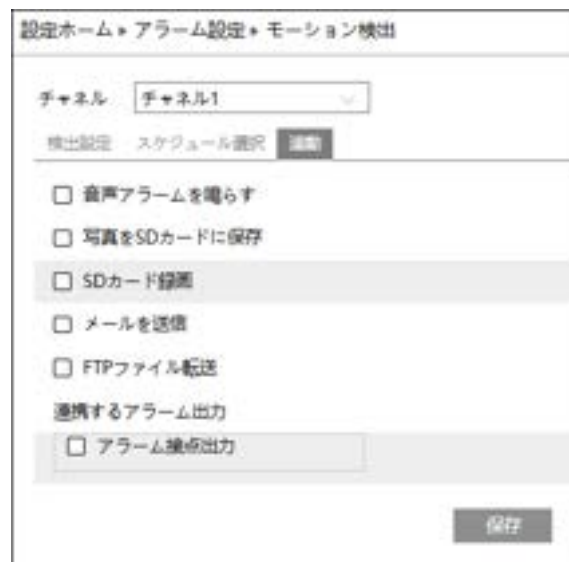 設定ホーム▸ アラーム設定▸ モーション検出
チャネル チャネル1
検出設定 スケジュール選択 連動
音声アラームを鳴らす
写真をSDカードに保存
SDカード録画
メールを送信
FTPファイル転送
連携するアラーム出力
アラーム接点出力
保存